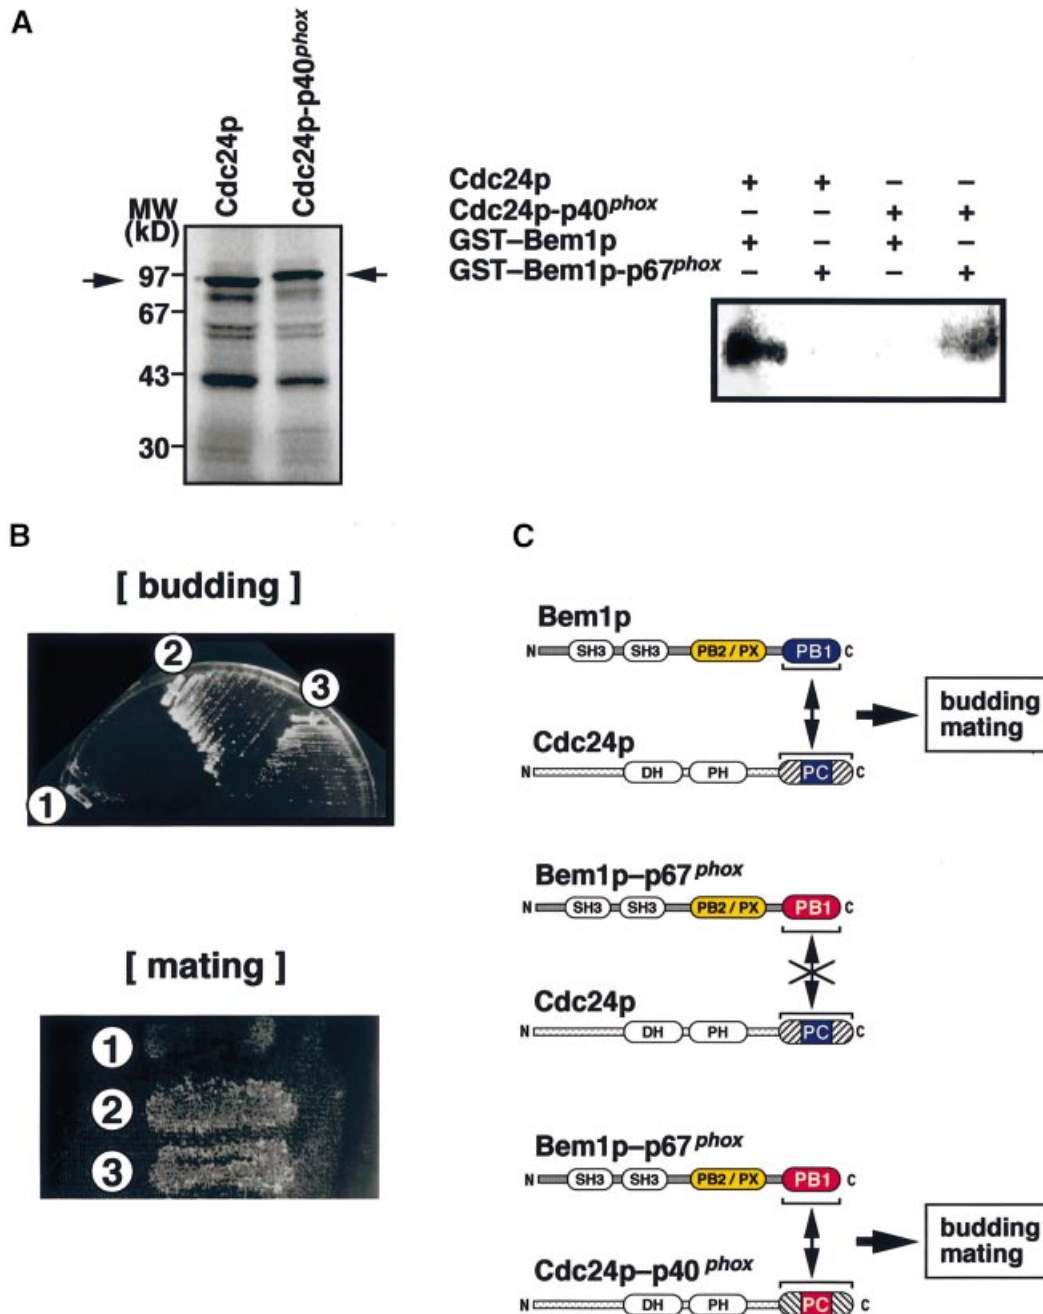 A
Cdc24p
Cdc24p-p40phox
MW
(kD)
97
67
43
30
Cdc24p + + – –
Cdc24p-p40phox – – + +
GST–Bem1p + – + –
GST–Bem1p-p67phox – + – +
B
[ budding ]
1
2
3
[ mating ]
1
2
3
C
Bem1p
N SH3 SH3 PB2 / PX PB1 C
budding
mating
Cdc24p
N DH PH PC C
Bem1p–p67phox
N SH3 SH3 PB2 / PX PB1 C
Cdc24p
N DH PH PC C
Bem1p–p67phox
N SH3 SH3 PB2 / PX PB1 C
budding
mating
Cdc24p–p40phox
N DH PH PC C